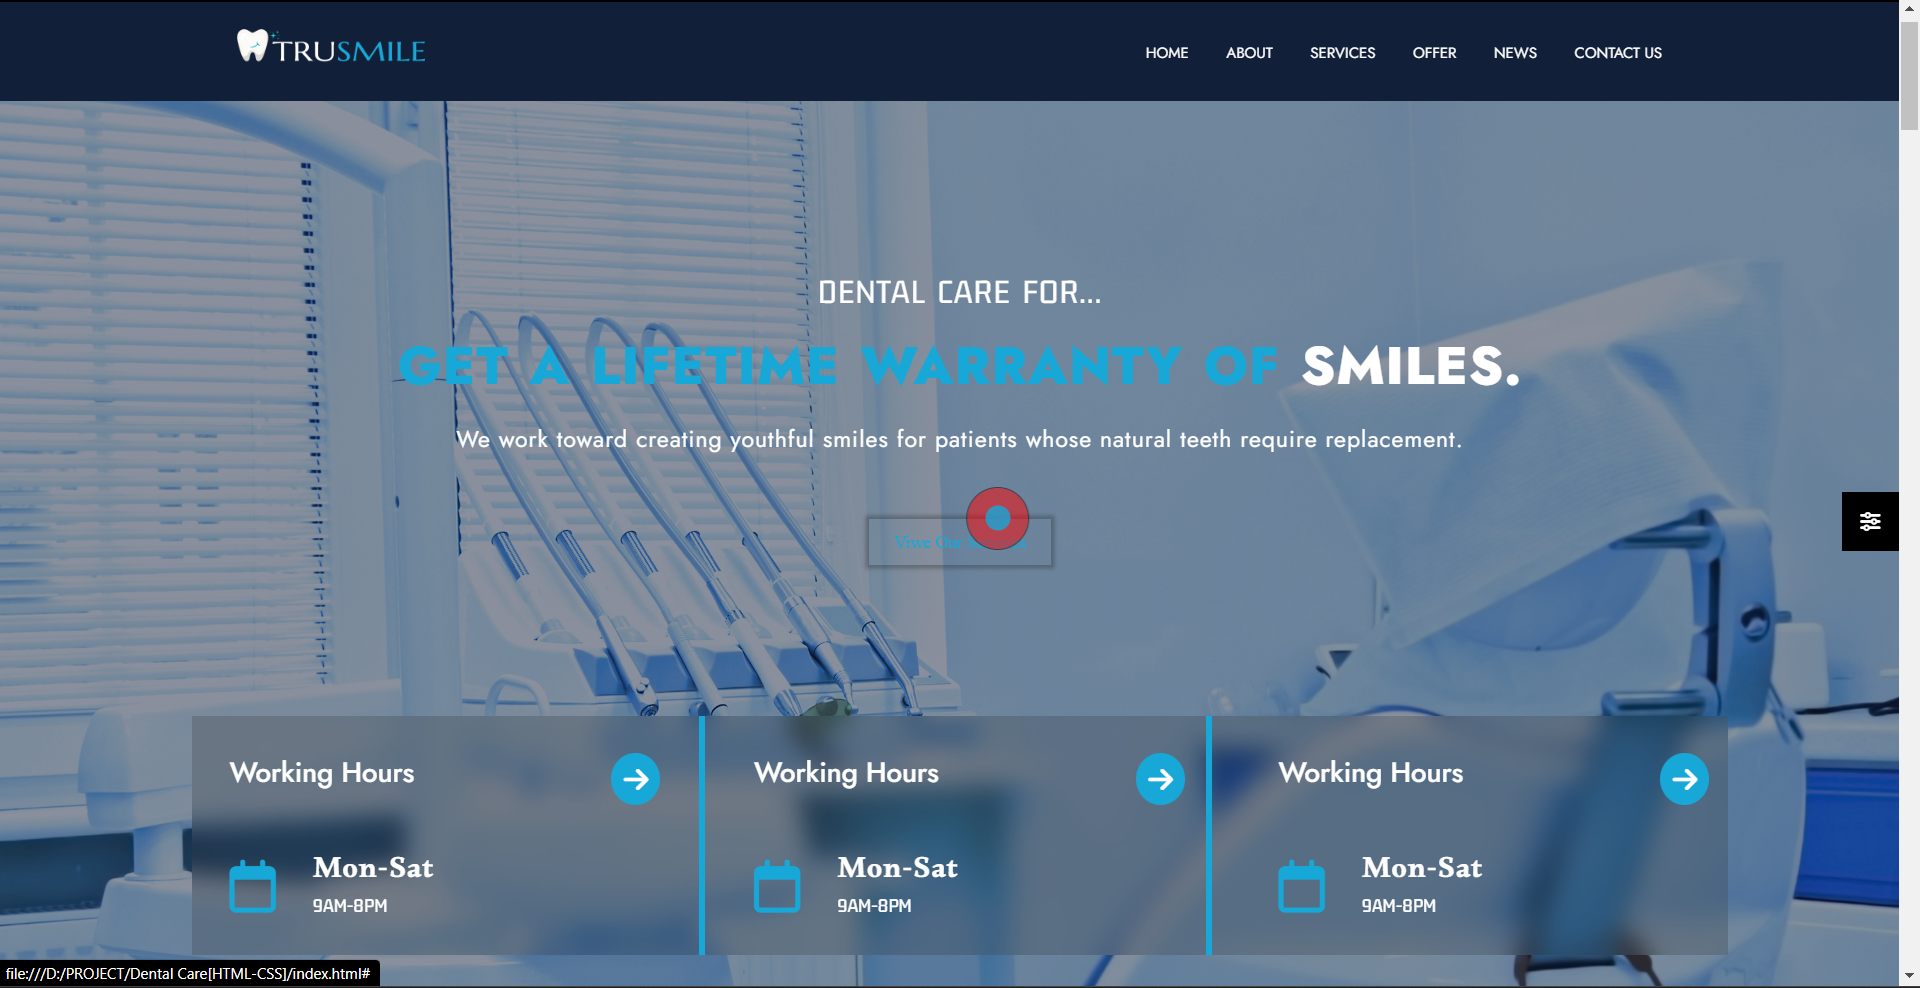 TRUSMILE
HOME ABOUT SERVICES OFFER NEWS CONTACT US
DENTAL CARE FOR...
GET A LIFETIME WARRANTY OF SMILES.
We work toward creating youthful smiles for patients whose natural teeth require replacement.
Viwe Our
Working Hours
Mon-Sat
9AM-8PM
Working Hours
Mon-Sat
9AM-8PM
Working Hours
Mon-Sat
9AM-8PM
file:///D:/PROJECT/Dental Care[HTML-CSS]/index.html#